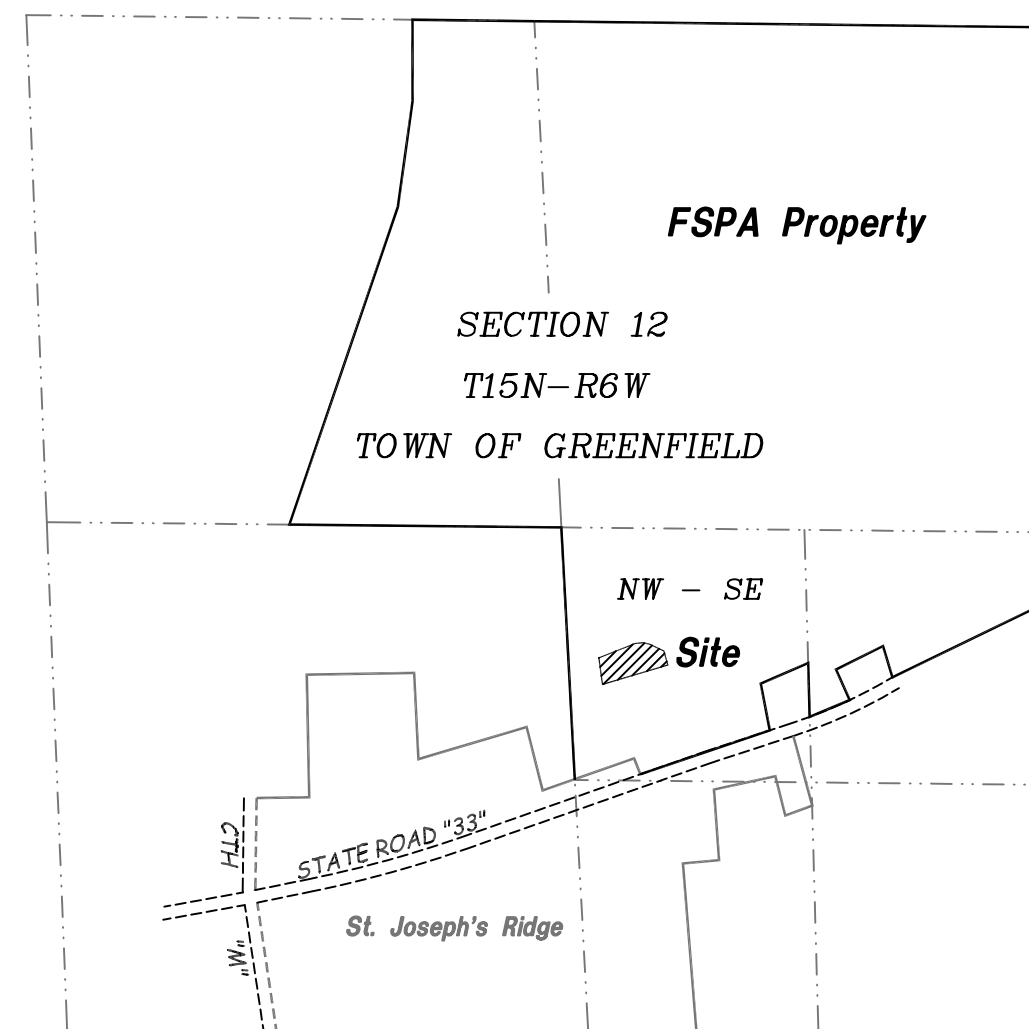 FSPA Property
SECTION 12
T15N-R6W
TOWN OF GREENFIELD
NW - SE
Site
CTH
STATE ROAD "33"
St. Joseph's Ridge
"W"